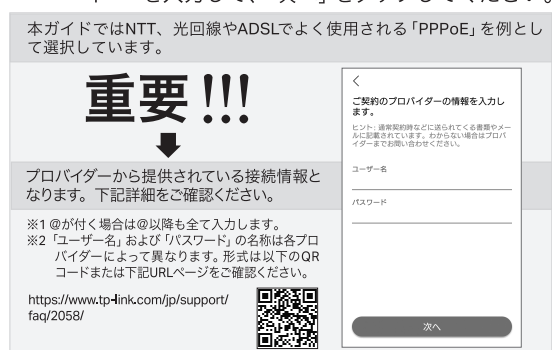 本ガイドではNTT、光回線やADSLでよく使用される「PPPoE」を例とし
て選択しています。
重要!!!
プロバイダーから提供されている接続情報と
なります。下記詳細をご確認ください。
※1 @が付く場合は@以降も全て入力します。
※2 「ユーザー名」および「パスワード」の名称は各プロ
バイダーによって異なります。形式は以下のQR
コードまたは下記URLページをご確認ください。
https://www.tp-link.com/jp/support/
faq/2058/
ご契約のプロバイダーの情報を入力し
ます。
ヒント: 通常契約時などに送られてくる書類やメー
ルに記載されています。わからない場合はプロバ
イダーまでお問い合わせください。
ユーザー名
パスワード
次へ